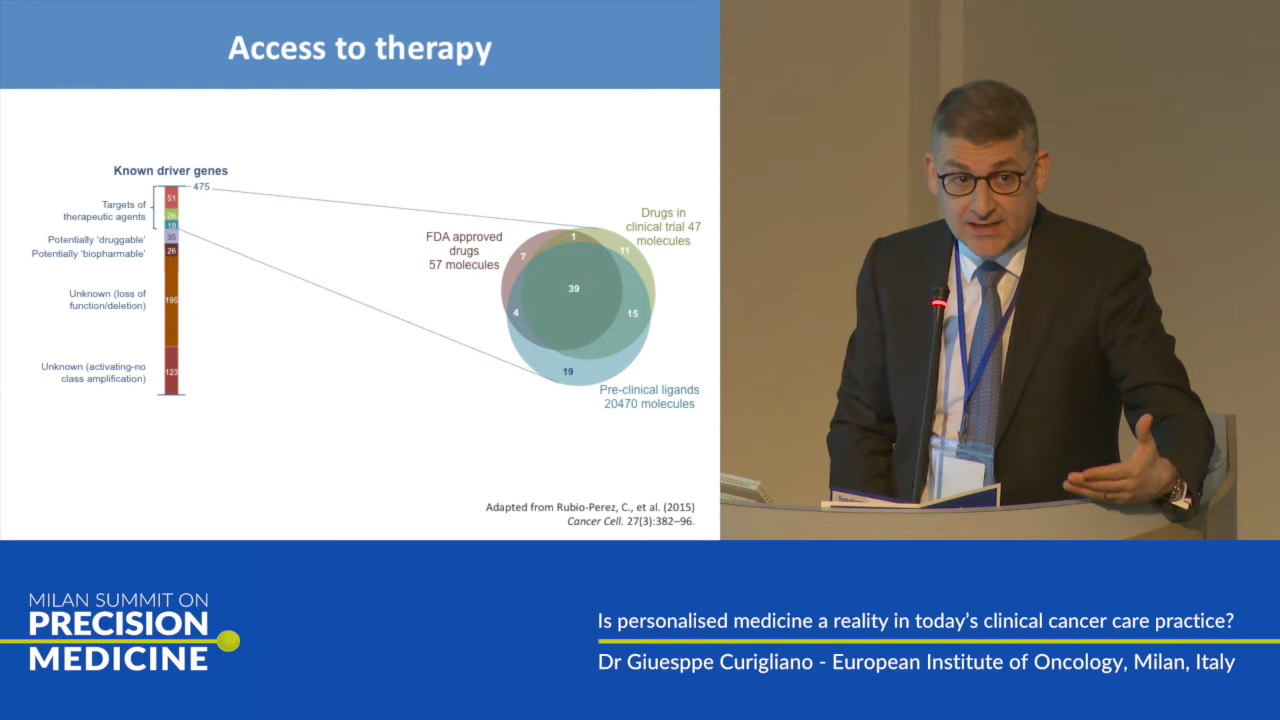 Access to therapy
Known driver genes
475
51
26
19
35
26
195
123
Targets of
therapeutic agents
Potentially ‘druggable’
Potentially ‘biopharmable’
Unknown (loss of
function/deletion)
Unknown (activating-no
class amplification)
FDA approved
drugs
57 molecules
Drugs in
clinical trial 47
molecules
1
7
11
39
4
15
19
Pre-clinical ligands
20470 molecules
Adapted from Rubio-Perez, C., et al. (2015)
Cancer Cell. 27(3):382–96.
MILAN SUMMIT ON
PRECISION
MEDICINE
Is personalised medicine a reality in today’s clinical cancer care practice?
Dr Giuesppe Curigliano - European Institute of Oncology, Milan, Italy